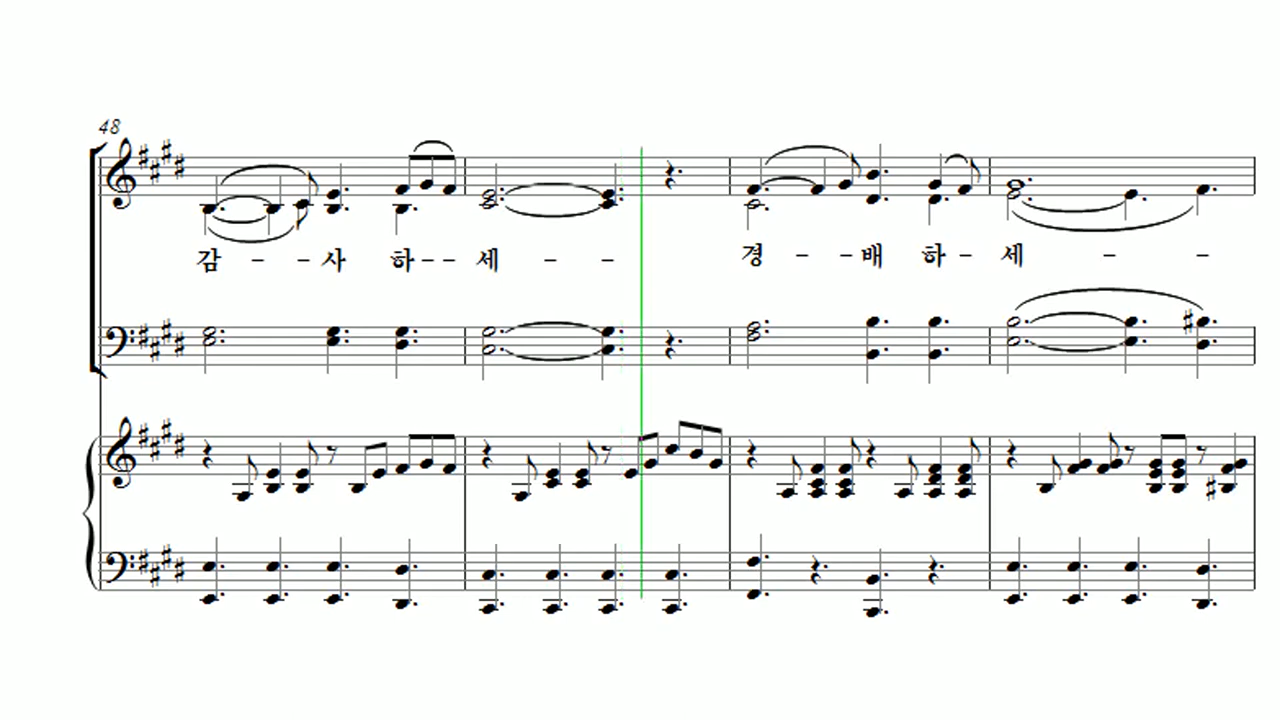 48
감 - - 사 하 - - 세 - - 경 - - 배 하 - 세 - -